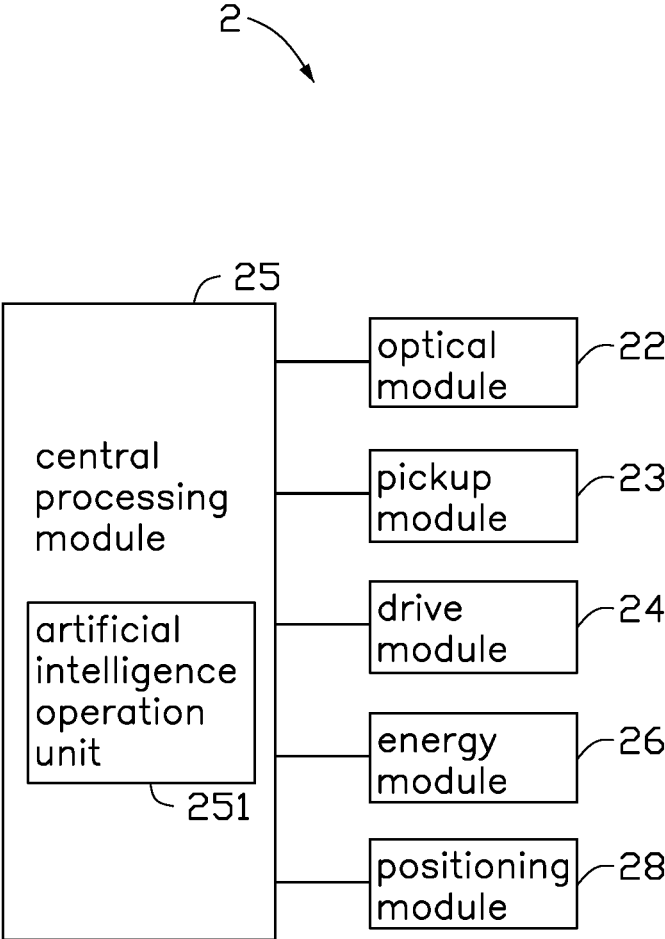 2
25
central
processing
module
artificial
intelligence
operation
unit
251
optical
module
22
pickup
module
23
drive
module
24
energy
module
26
positioning
module
28